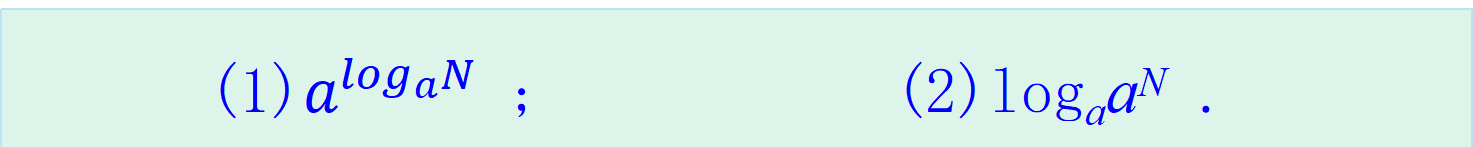 (1) $a^{log_a N}$ ;  (2) $\log_a a^N$ .